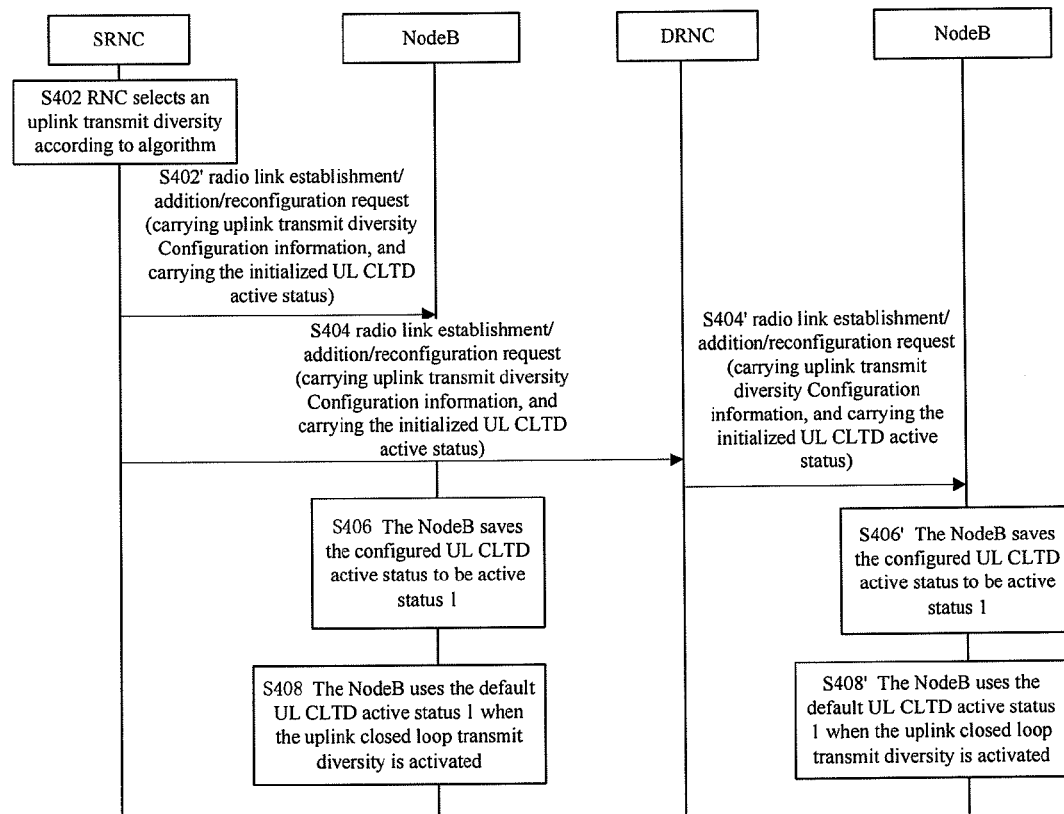 SRNC
NodeB
DRNC
NodeB
S402 RNC selects an
uplink transmit diversity
according to algorithm
S402' radio link establishment/
addition/reconfiguration request
(carrying uplink transmit diversity
Configuration information, and
carrying the initialized UL CLTD
active status)
S404 radio link establishment/
addition/reconfiguration request
(carrying uplink transmit diversity
Configuration information, and
carrying the initialized UL CLTD
active status)
S404' radio link establishment/
addition/reconfiguration request
(carrying uplink transmit
diversity Configuration
information, and carrying the
initialized UL CLTD active
status)
S406 The NodeB saves
the configured UL CLTD
active status to be active
status 1
S406' The NodeB saves
the configured UL CLTD
active status to be active
status 1
S408 The NodeB uses the default
UL CLTD active status 1 when
the uplink closed loop transmit
diversity is activated
S408' The NodeB uses the
default UL CLTD active status
1 when the uplink closed loop
transmit diversity is activated